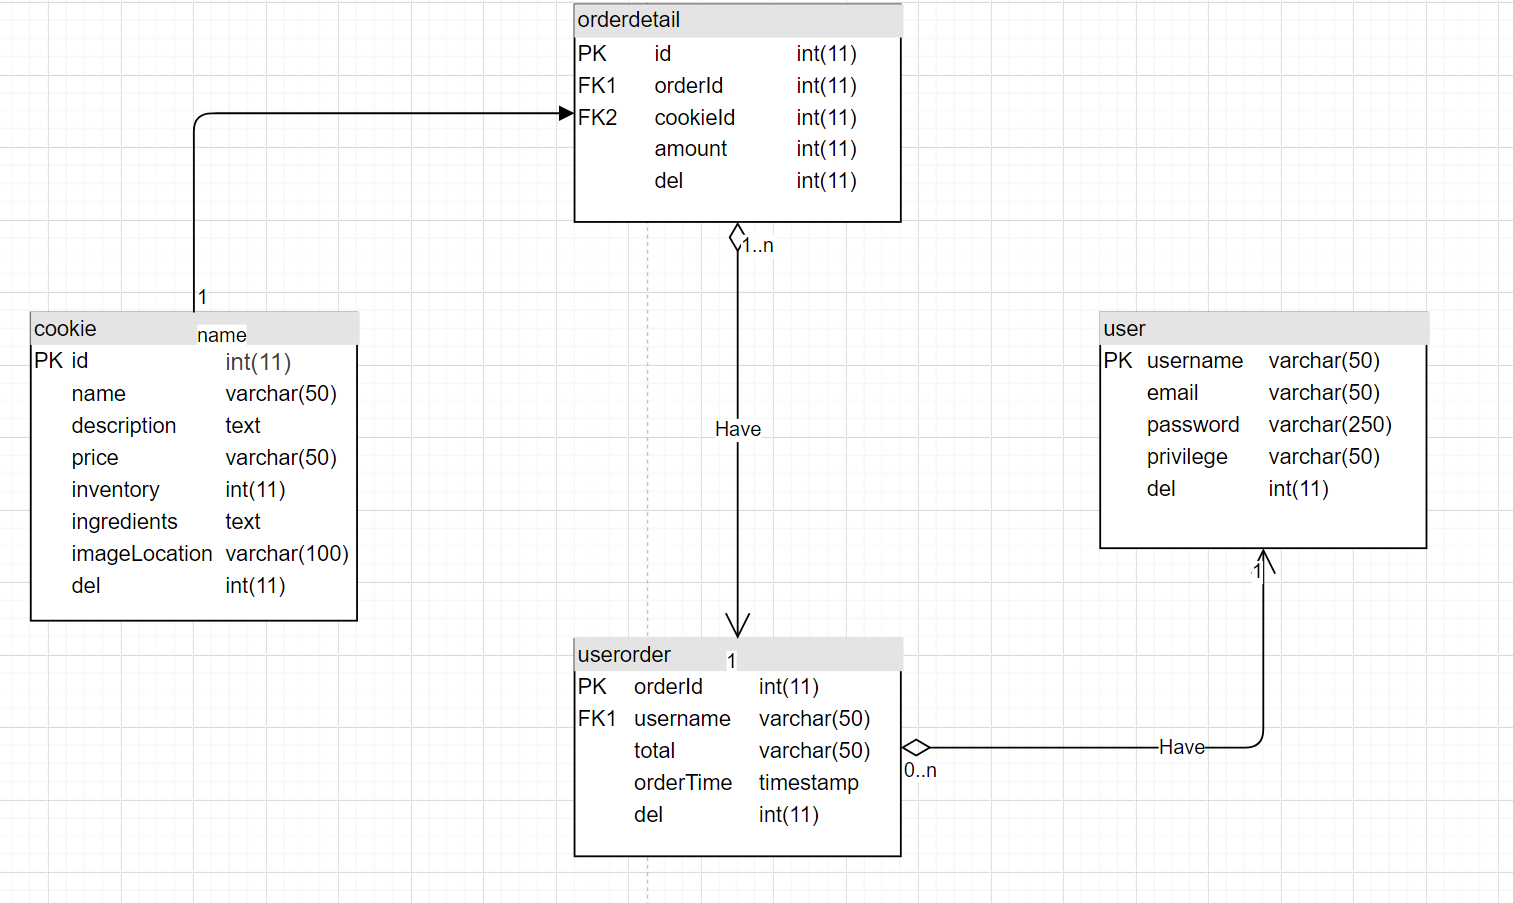 orderdetail
PK id int(11)
FK1 orderId int(11)
FK2 cookieId int(11)
amount int(11)
del int(11)
1..n
1
cookie
name
PK id int(11)
name varchar(50)
description text
price varchar(50)
inventory int(11)
ingredients text
imageLocation varchar(100)
del int(11)
Have
user
PK username varchar(50)
email varchar(50)
password varchar(250)
privilege varchar(50)
del int(11)
1
userorder
1
PK orderId int(11)
FK1 username varchar(50)
total varchar(50)
orderTime timestamp
del int(11)
0..n
Have